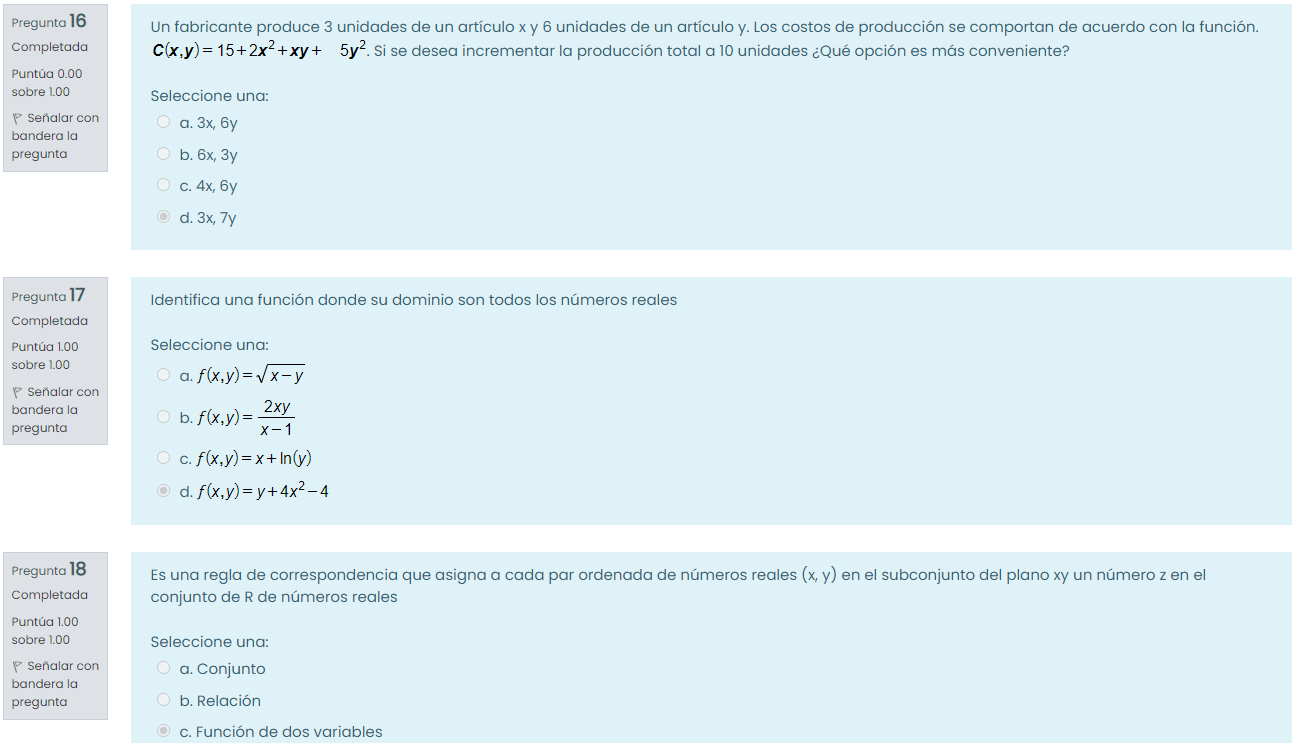 Pregunta 16
Completada
Puntúa 0.00
sobre 1.00
Señalar con
bandera la
pregunta
Un fabricante produce 3 unidades de un artículo x y 6 unidades de un artículo y. Los costos de producción se comportan de acuerdo con la función.
C(x,y)=15+2x²+xy+ 5y². Si se desea incrementar la producción total a 10 unidades ¿Qué opción es más conveniente?
Seleccione una:
a. 3x, 6y
b. 6x, 3y
c. 4x, 6y
d. 3x, 7y
Pregunta 17
Completada
Puntúa 1.00
sobre 1.00
Señalar con
bandera la
pregunta
Identifica una función donde su dominio son todos los números reales
Seleccione una:
a. f(x,y)=√x−y
b. f(x,y)= 2xy/x−1
c. f(x,y)=x+ln(y)
d. f(x,y)=y+4x²−4
Pregunta 18
Completada
Puntúa 1.00
sobre 1.00
Señalar con
bandera la
pregunta
Es una regla de correspondencia que asigna a cada par ordenada de números reales (x, y) en el subconjunto del plano xy un número z en el
conjunto de R de números reales
Seleccione una:
a. Conjunto
b. Relación
c. Función de dos variables